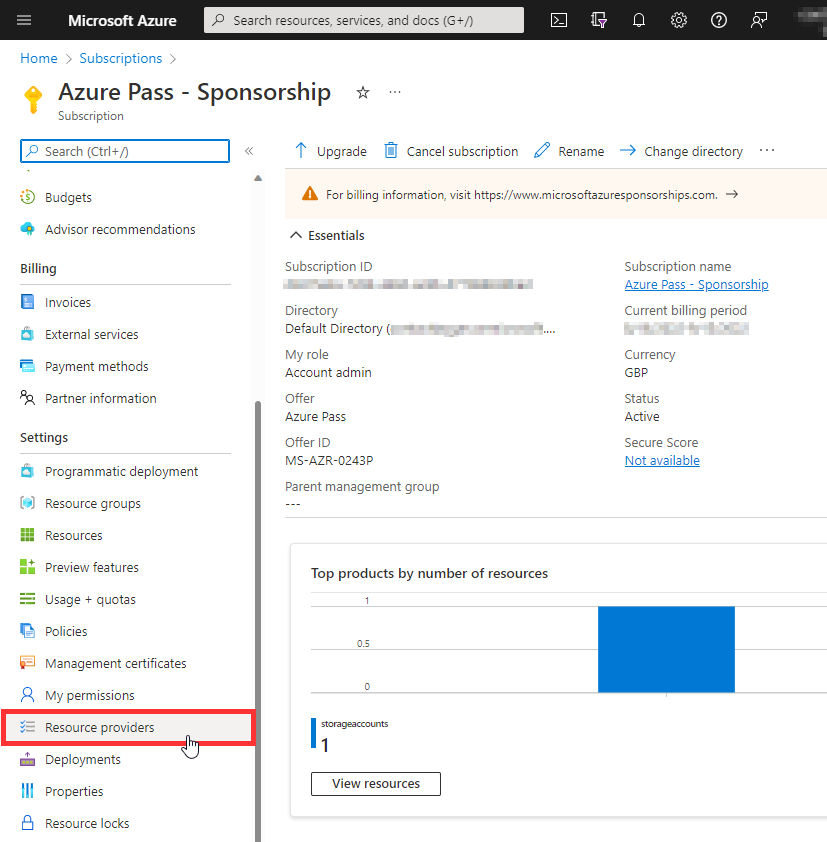 Microsoft Azure
Search resources, services, and docs (G+/)
Home > Subscriptions >
Azure Pass - Sponsorship
Subscription
Search (Ctrl+/)
Budgets
Advisor recommendations
Billing
Invoices
External services
Payment methods
Partner information
Settings
Programmatic deployment
Resource groups
Resources
Preview features
Usage + quotas
Policies
Management certificates
My permissions
Resource providers
Deployments
Properties
Resource locks
Upgrade Cancel subscription Rename Change directory
For billing information, visit https://www.microsoftazuresponsorships.com.
Essentials
Subscription ID
Directory
Default Directory (
My role
Account admin
Offer
Azure Pass
Offer ID
MS-AZR-0243P
Parent management group
---
Subscription name
Azure Pass - Sponsorship
Current billing period
Currency
GBP
Status
Active
Secure Score
Not available
Top products by number of resources
1
0.5
0
storageaccounts
1
View resources